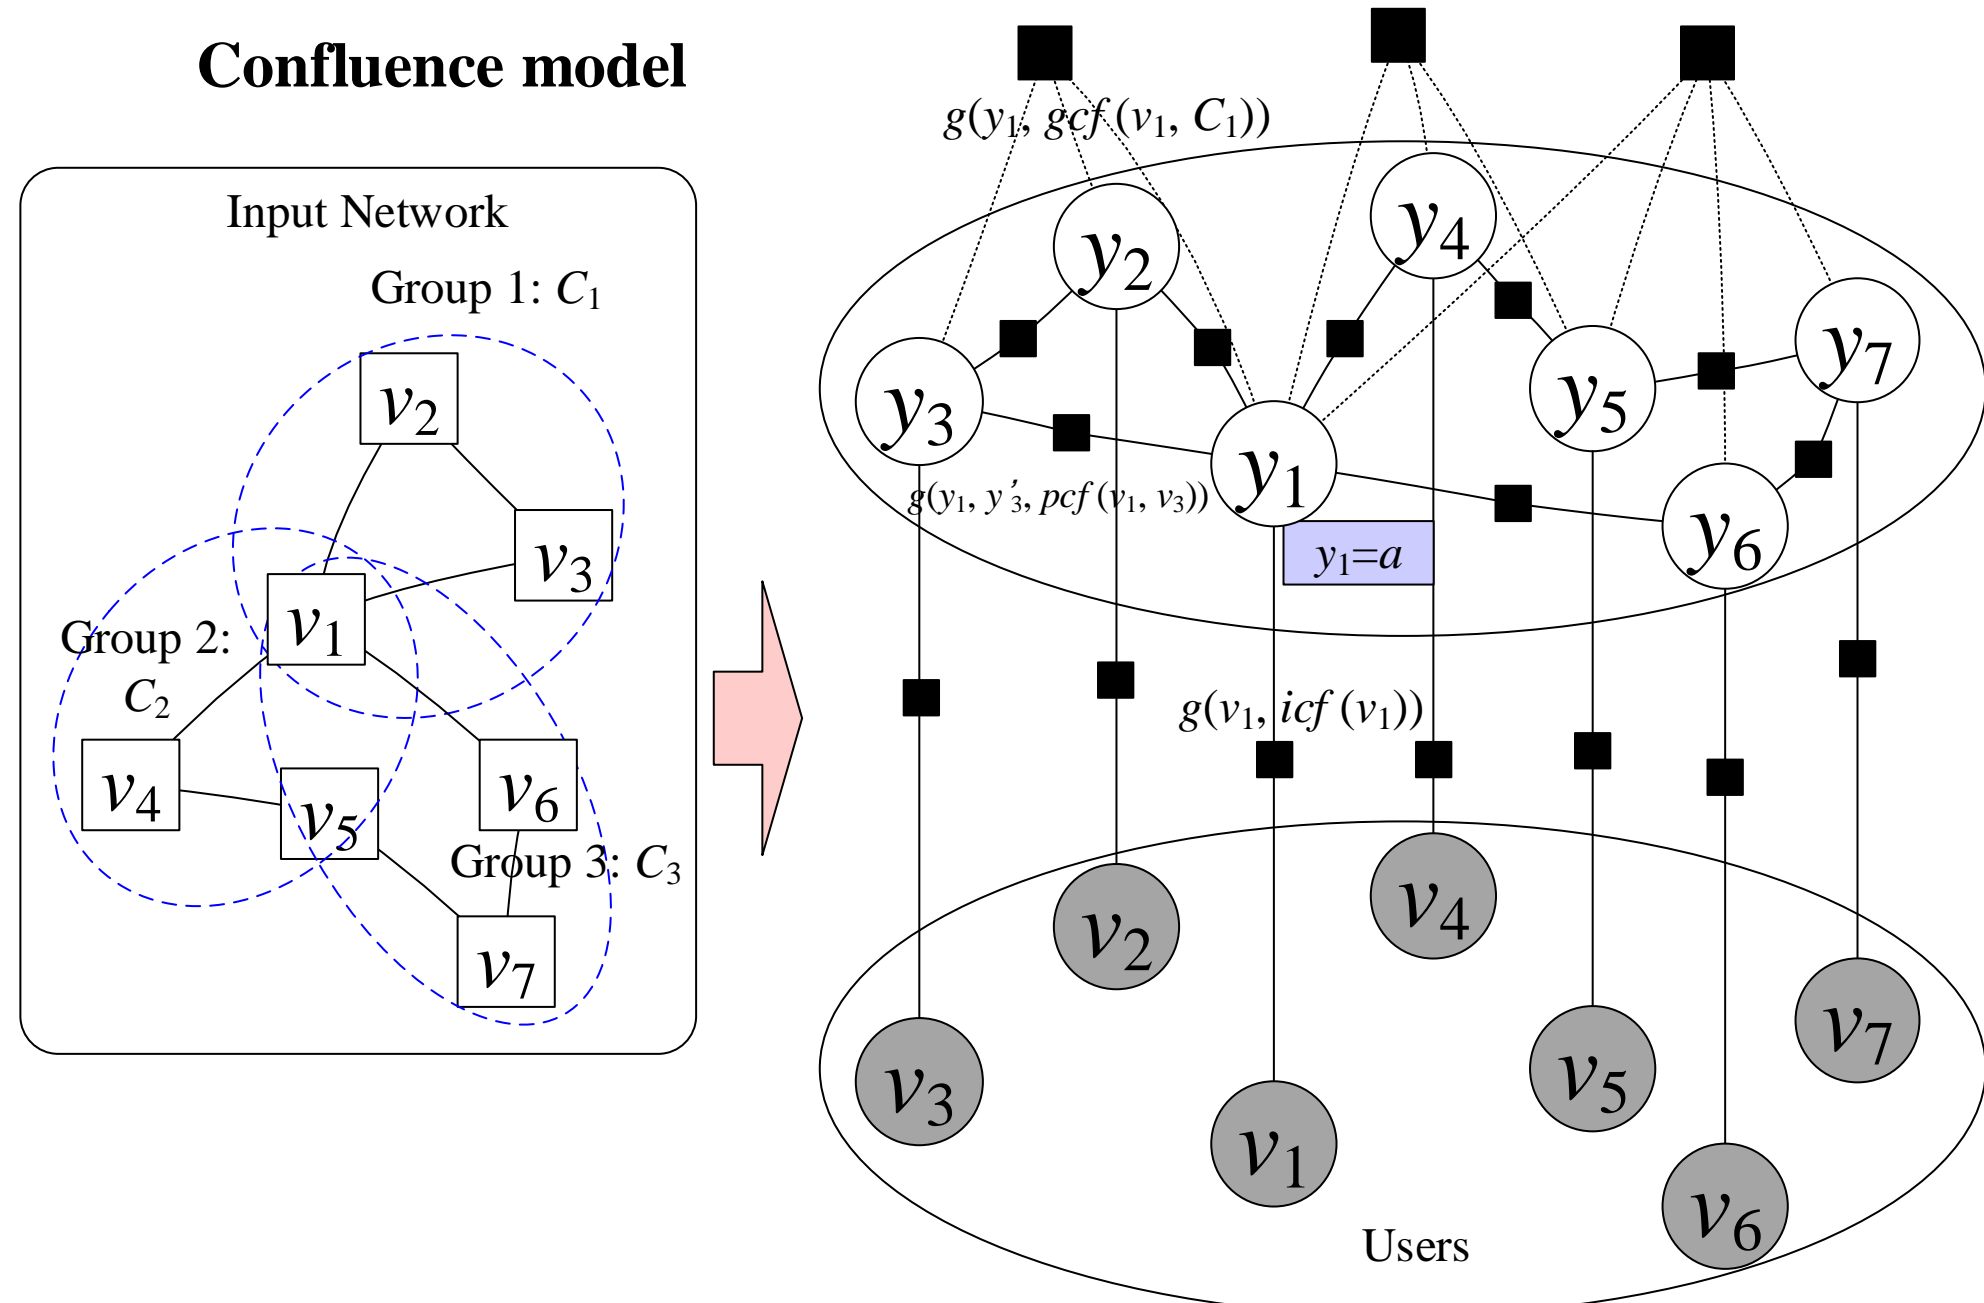 Confluence model
Input Network
Group 1: C1
v2
v3
v1
Group 2:
C2
v4
v5
v6
Group 3: C3
v7
g(y1, gcf (v1, C1))
y4
y2
y7
y5
y3
y1
g(y1, y′3, pcf (v1, v3))
y6
y1=a
g(v1, icf (v1))
v4
v2
v7
v5
v3
v1
v6
Users